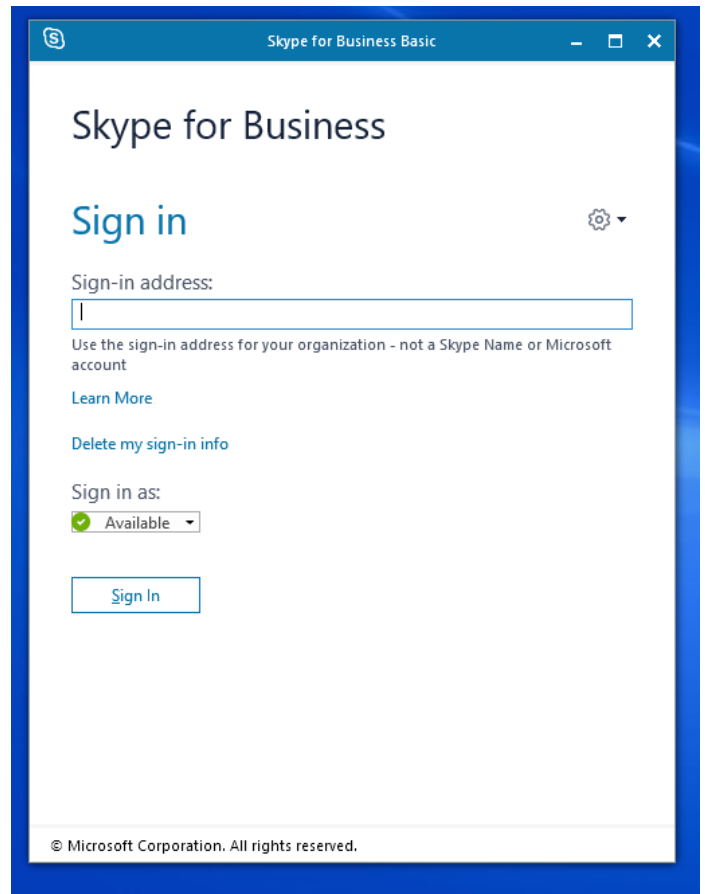 Skype for Business Basic
Skype for Business
Sign in
Sign-in address:
Use the sign-in address for your organization - not a Skype Name or Microsoft
account
Learn More
Delete my sign-in info
Sign in as:
Available
Sign In
© Microsoft Corporation. All rights reserved.